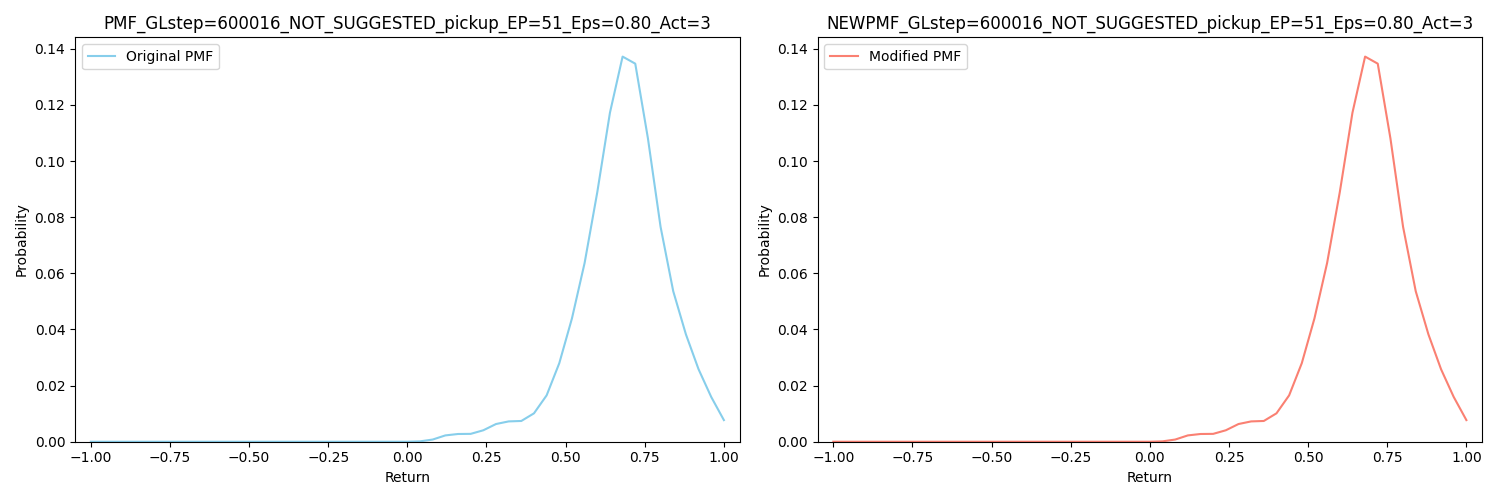 PMF_GLstep=600016_NOT_SUGGESTED_pickup_EP=51_Eps=0.80_Act=3
Original PMF
0.14
0.12
0.10
0.08
0.06
0.04
0.02
0.00
Probability
−1.00 −0.75 −0.50 −0.25 0.00 0.25 0.50 0.75 1.00
Return
NEWPMF_GLstep=600016_NOT_SUGGESTED_pickup_EP=51_Eps=0.80_Act=3
Modified PMF
0.14
0.12
0.10
0.08
0.06
0.04
0.02
0.00
Probability
−1.00 −0.75 −0.50 −0.25 0.00 0.25 0.50 0.75 1.00
Return